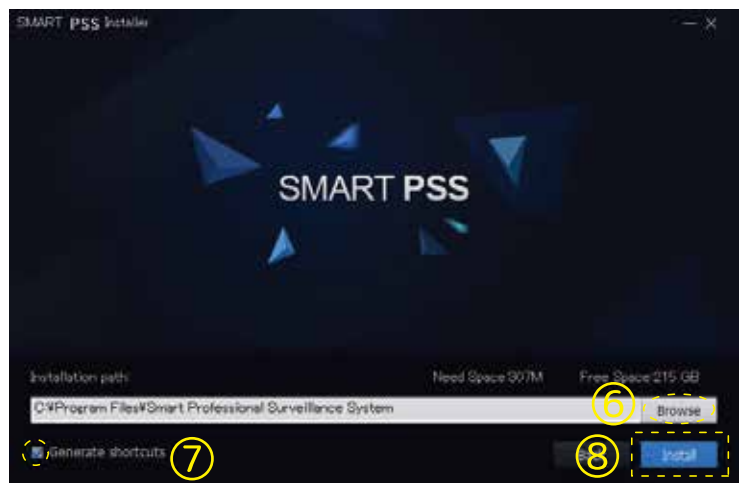 SMART PSS Installer
SMART PSS
Installation path:
Need Space:307M Free Space:215 GB
C:¥Program Files¥Smart Professional Surveillance System
⑥
Browse
Generate shortcuts
⑦
⑧
Install